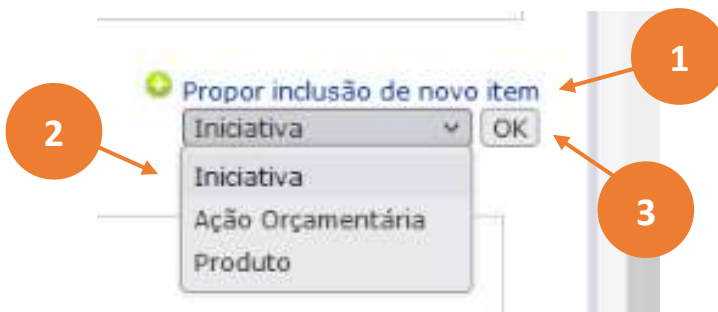 1
Propor inclusão de novo item
2
Iniciativa OK
Iniciativa
Ação Orçamentária
3
Produto